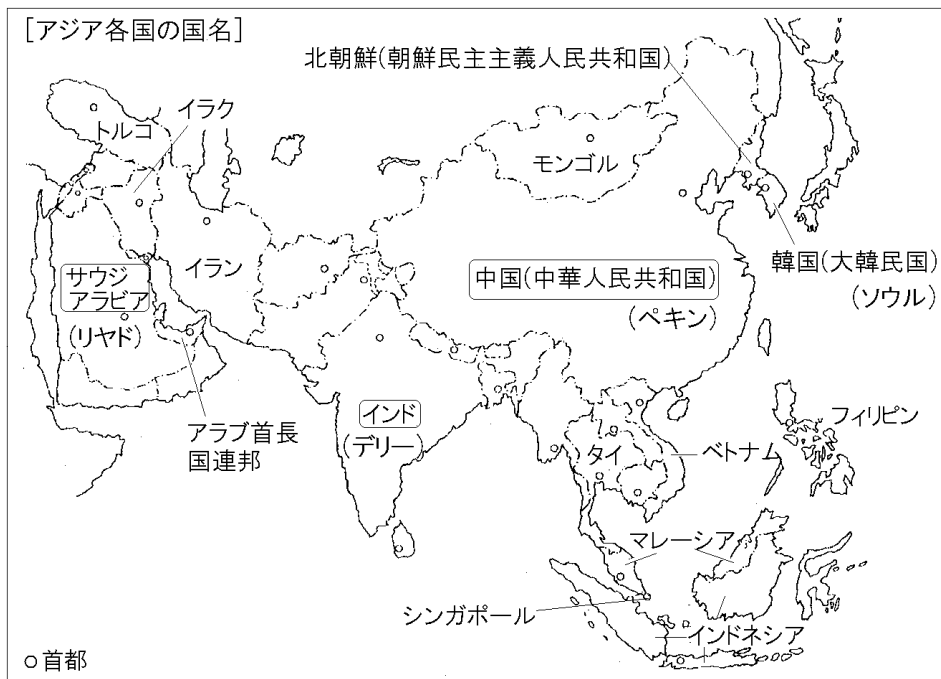 [アジア各国の国名]
北朝鮮(朝鮮民主主義人民共和国)
イラク
トルコ
モンゴル
イラン
サウジ
アラビア
(リヤド)
中国(中華人民共和国)
(ペキン)
韓国(大韓民国)
(ソウル)
インド
(デリー)
アラブ首長
国連邦
タイ
ベトナム
フィリピン
マレーシア
シンガポール
インドネシア
○首都